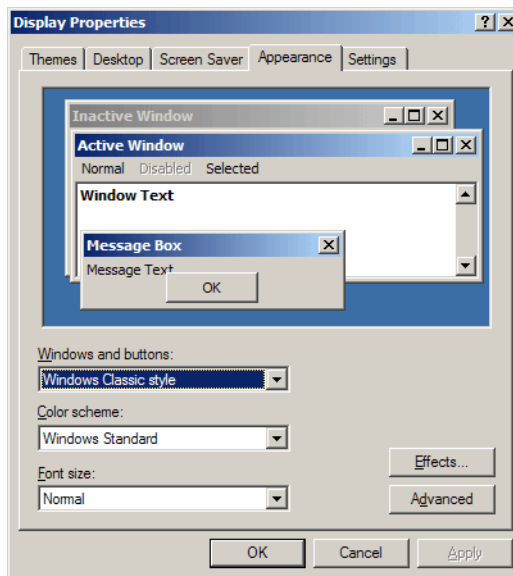 Display Properties
Themes Desktop Screen Saver Appearance Settings
Inactive Window
Active Window
Normal Disabled Selected
Window Text
Message Box
Message Text
OK
Windows and buttons:
Windows Classic style
Color scheme:
Windows Standard
Effects...
Font size:
Normal
Advanced
OK Cancel Apply